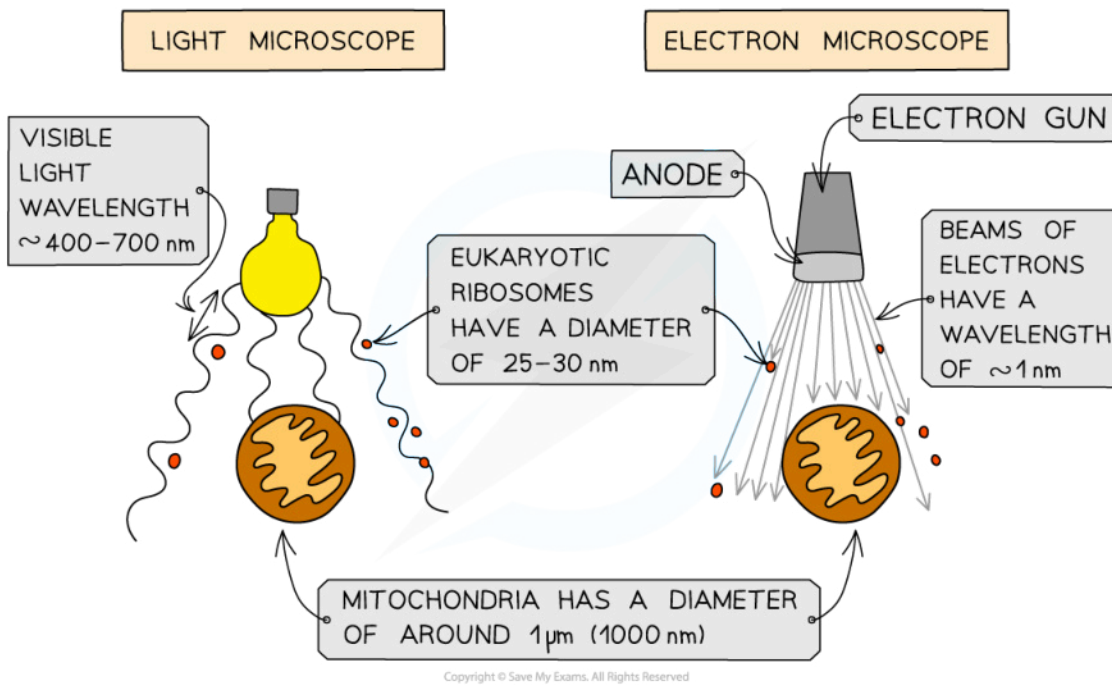 LIGHT MICROSCOPE
ELECTRON MICROSCOPE
VISIBLE
LIGHT
WAVELENGTH
~400-700 nm
EUKARYOTIC
RIBOSOMES
HAVE A DIAMETER
OF 25-30 nm
ANODE
ELECTRON GUN
BEAMS OF
ELECTRONS
HAVE A
WAVELENGTH
OF ~1nm
MITOCHONDRIA HAS A DIAMETER
OF AROUND 1µm (1000 nm)
Copyright © Save My Exams. All Rights Reserved